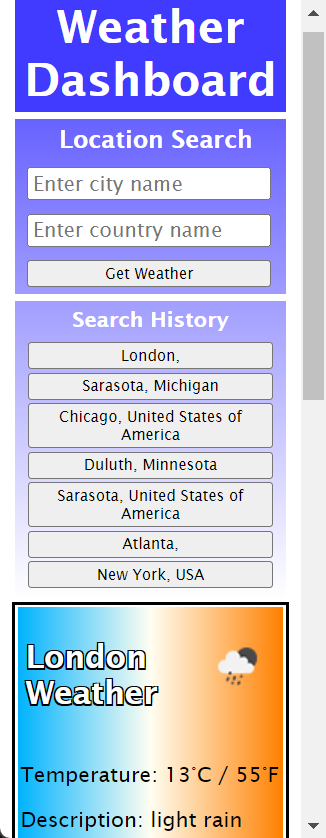 Weather
Dashboard
Location Search
Enter city name
Enter country name
Get Weather
Search History
London,
Sarasota, Michigan
Chicago, United States of
America
Duluth, Minnesota
Sarasota, United States of
America
Atlanta,
New York, USA
London
Weather
Temperature: 13°C / 55°F
Description: light rain